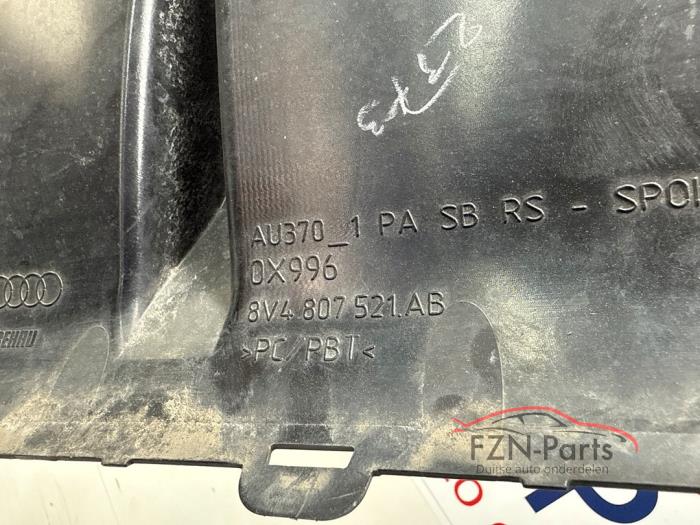 AU370_1 PA SB RS - SPOI
0X996
8V4 807 521.AB
>PC/PBT<
FZN-Parts
Duitse auto onderdelen